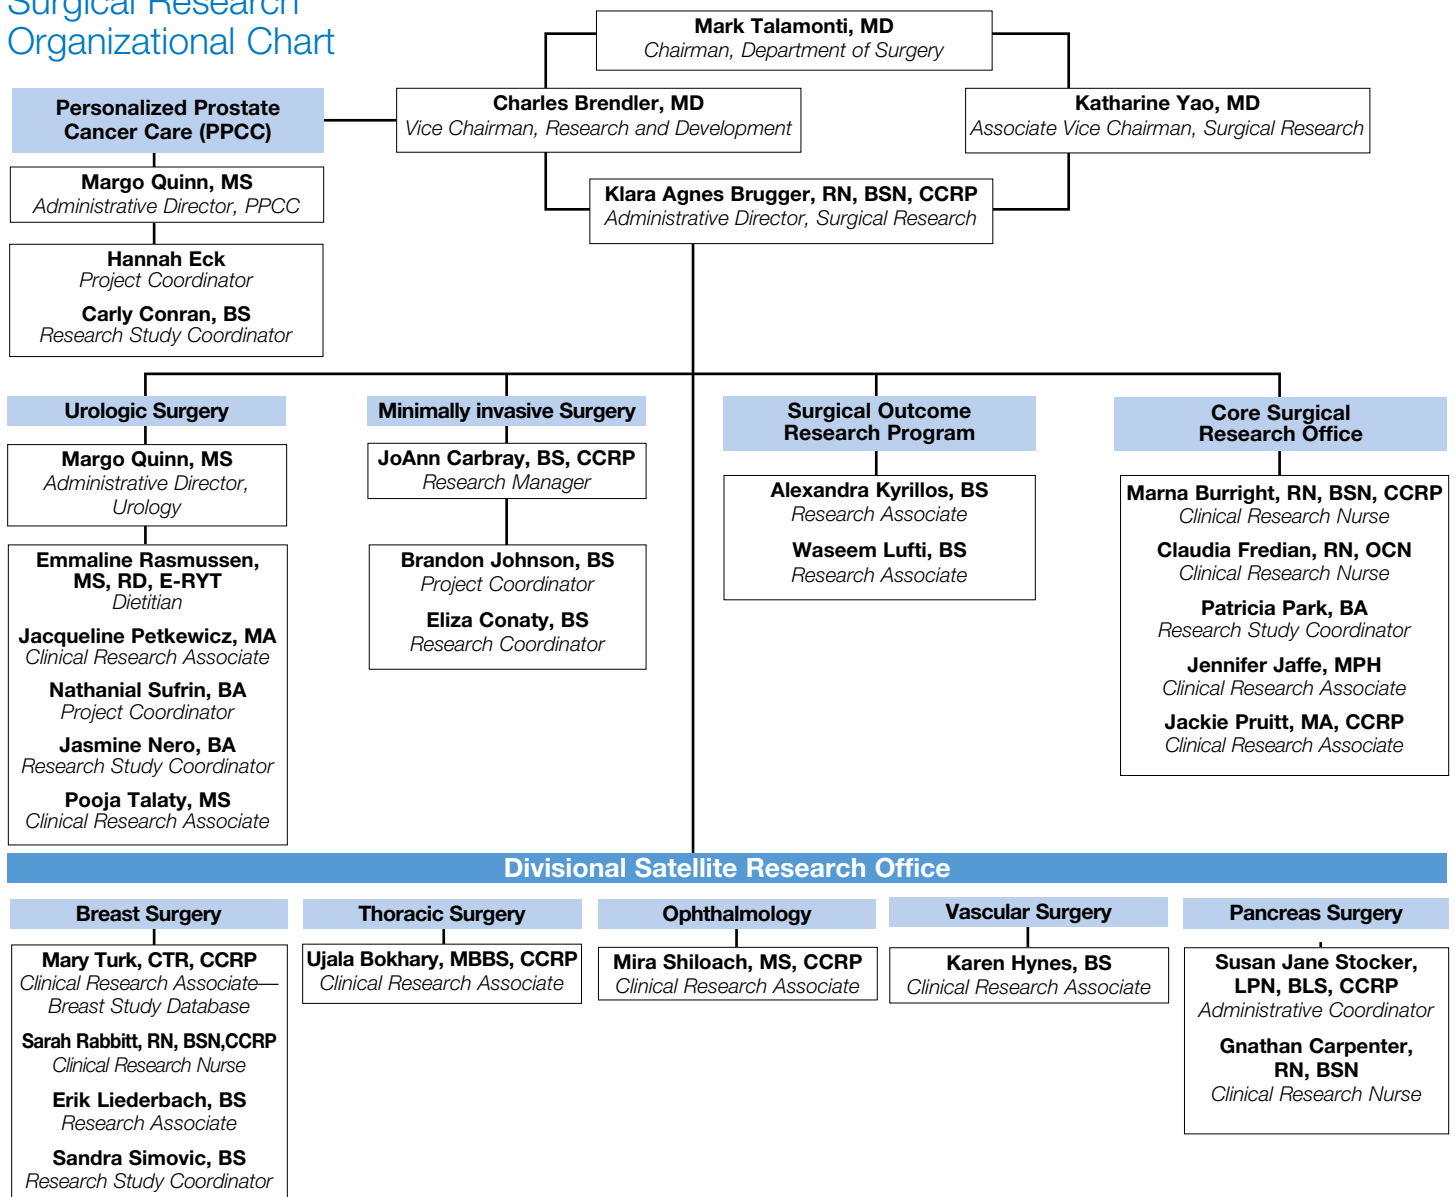 Surgical Research
Organizational Chart
Mark Talamonti, MD
Chairman, Department of Surgery
Charles Brendler, MD
Vice Chairman, Research and Development
Katharine Yao, MD
Associate Vice Chairman, Surgical Research
Klara Agnes Brugger, RN, BSN, CCRP
Administrative Director, Surgical Research
Personalized Prostate
Cancer Care (PPCC)
Margo Quinn, MS
Administrative Director, PPCC
Hannah Eck
Project Coordinator
Carly Conran, BS
Research Study Coordinator
Urologic Surgery
Margo Quinn, MS
Administrative Director,
Urology
Emmaline Rasmussen,
MS, RD, E-RYT
Dietitian
Jacqueline Petkewicz, MA
Clinical Research Associate
Nathanial Sufrin, BA
Project Coordinator
Jasmine Nero, BA
Research Study Coordinator
Pooja Talaty, MS
Clinical Research Associate
Minimally invasive Surgery
JoAnn Carbray, BS, CCRP
Research Manager
Brandon Johnson, BS
Project Coordinator
Eliza Conaty, BS
Research Coordinator
Surgical Outcome
Research Program
Alexandra Kyrillos, BS
Research Associate
Waseem Lufti, BS
Research Associate
Core Surgical
Research Office
Marna Burright, RN, BSN, CCRP
Clinical Research Nurse
Claudia Fredian, RN, OCN
Clinical Research Nurse
Patricia Park, BA
Research Study Coordinator
Jennifer Jaffe, MPH
Clinical Research Associate
Jackie Pruitt, MA, CCRP
Clinical Research Associate
Divisional Satellite Research Office
Breast Surgery
Mary Turk, CTR, CCRP
Clinical Research Associate—
Breast Study Database
Sarah Rabbitt, RN, BSN,CCRP
Clinical Research Nurse
Erik Liederbach, BS
Research Associate
Sandra Simovic, BS
Research Study Coordinator
Thoracic Surgery
Ujala Bokhary, MBBS, CCRP
Clinical Research Associate
Ophthalmology
Mira Shiloach, MS, CCRP
Clinical Research Associate
Vascular Surgery
Karen Hynes, BS
Clinical Research Associate
Pancreas Surgery
Susan Jane Stocker,
LPN, BLS, CCRP
Administrative Coordinator
Gnathan Carpenter,
RN, BSN
Clinical Research Nurse